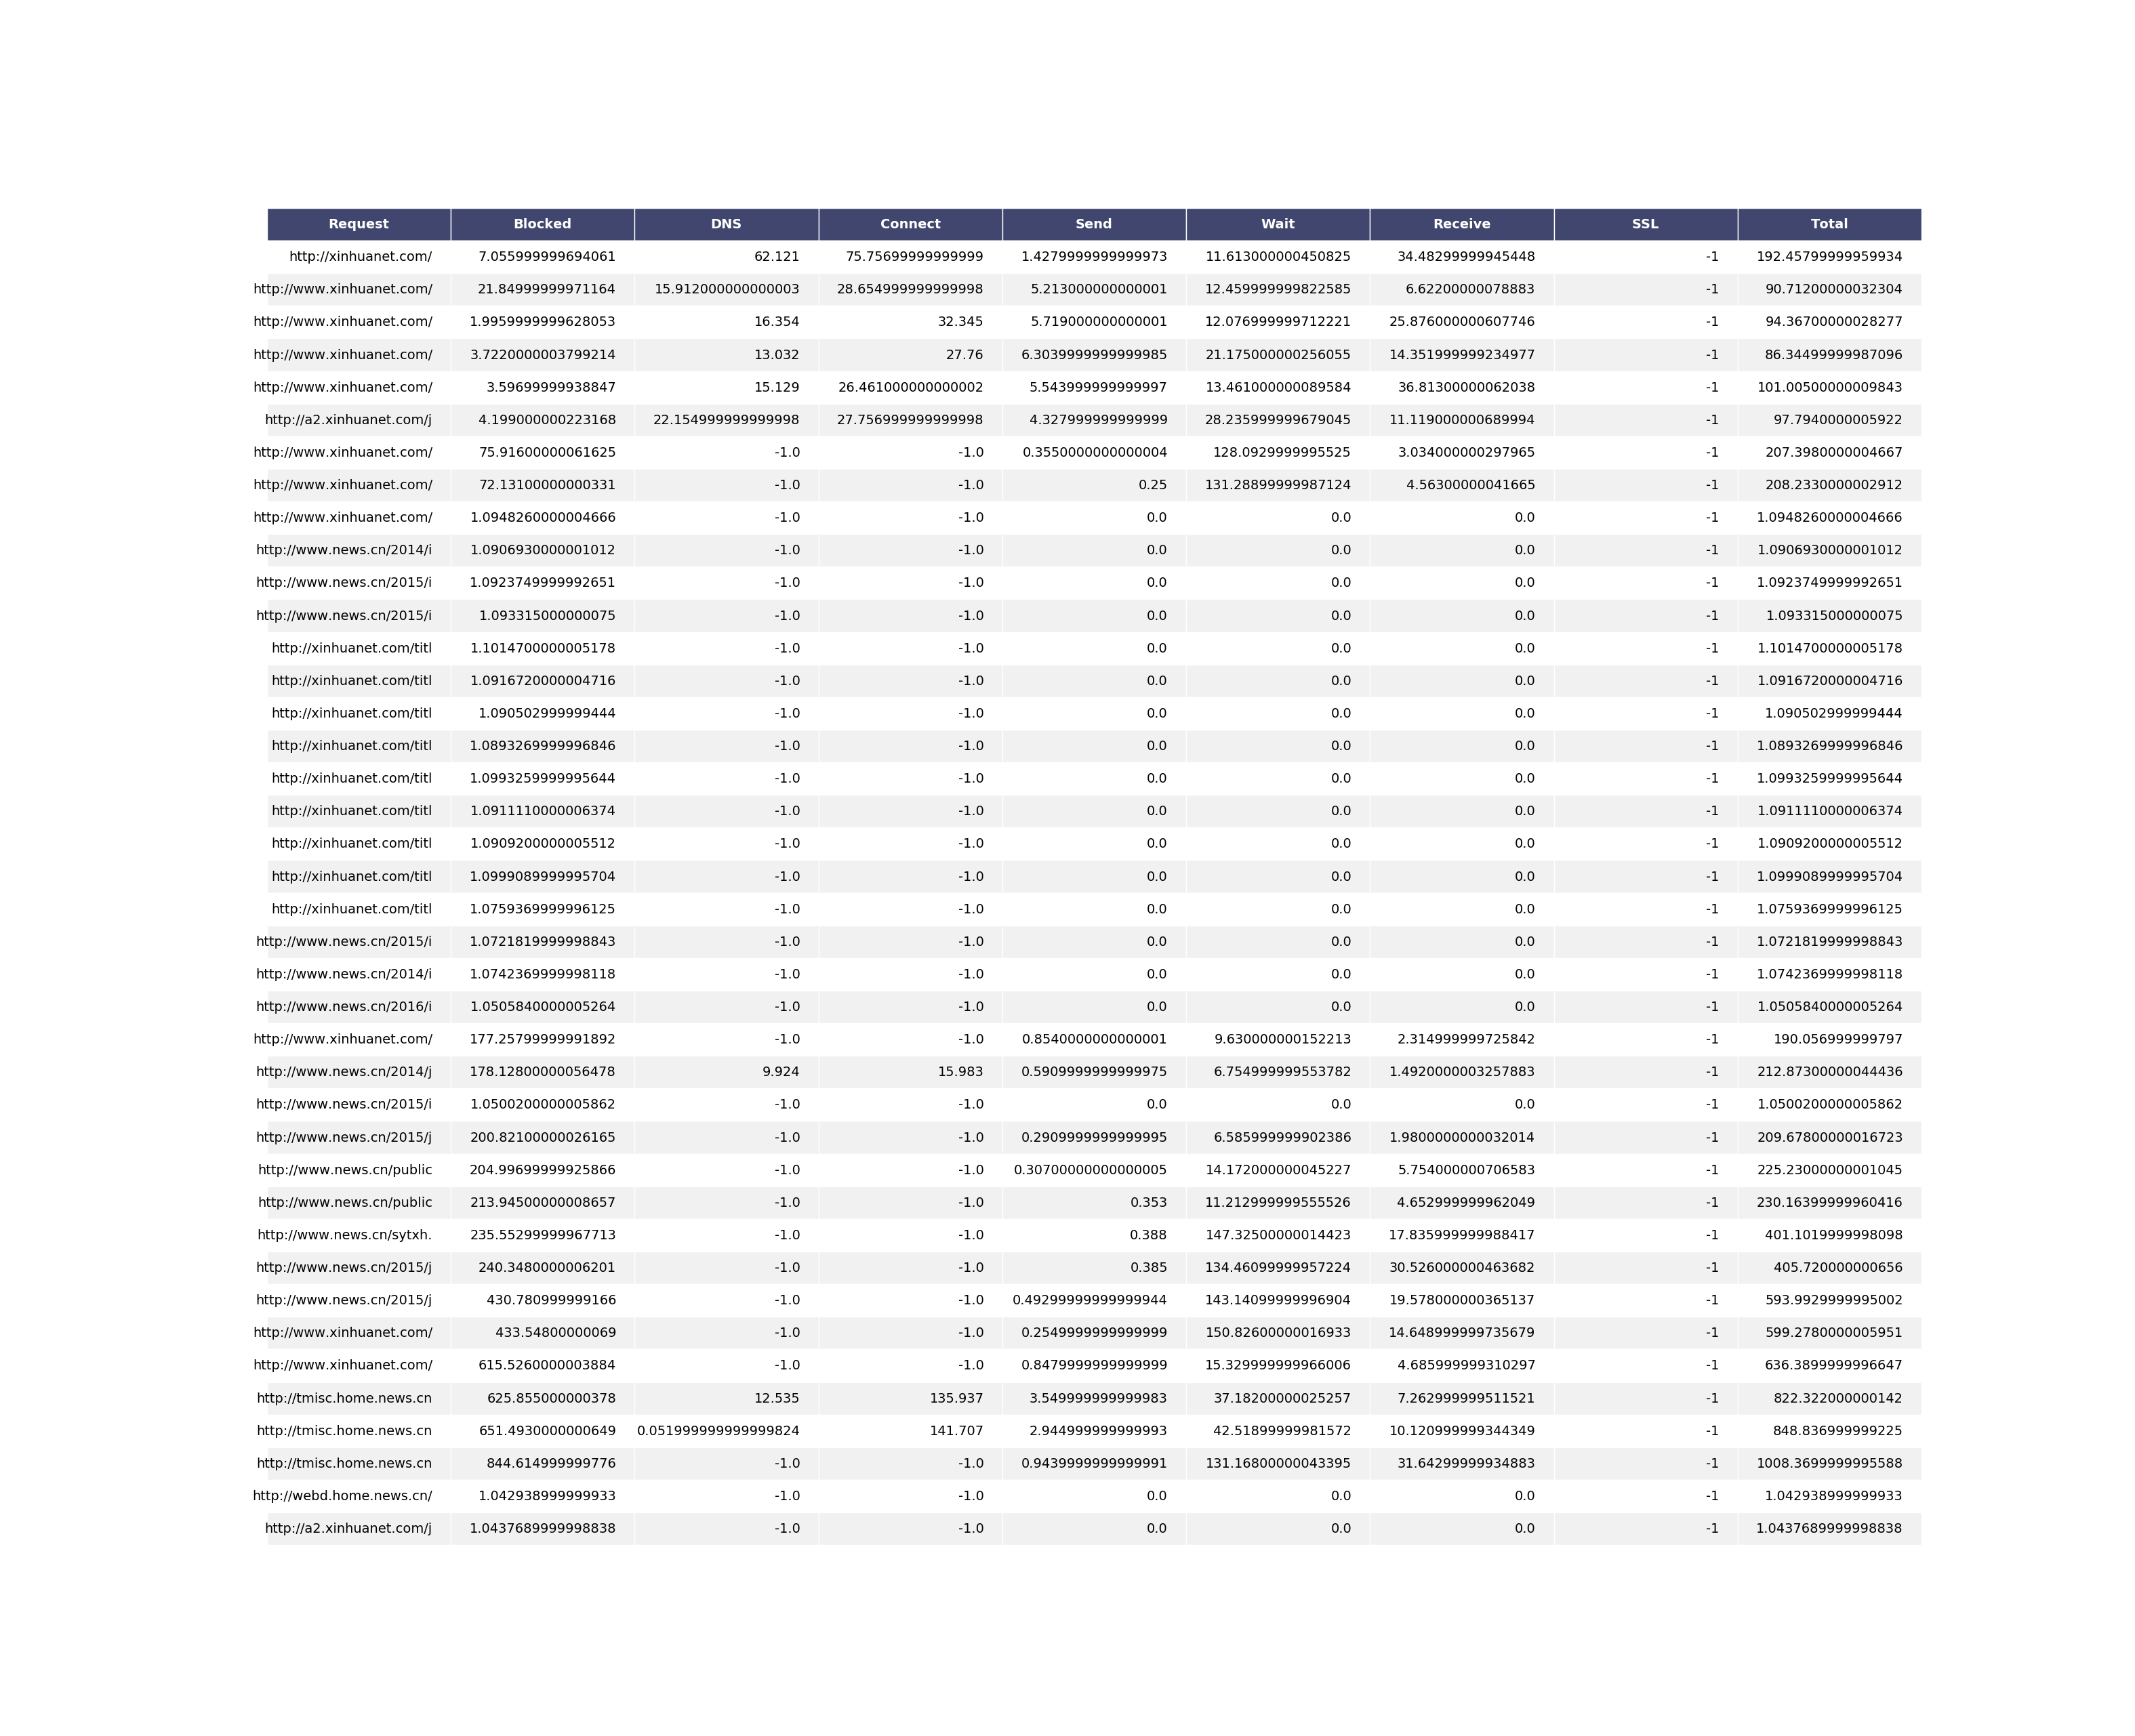 Request Blocked DNS Connect Send Wait Receive SSL Total
http://xinhuanet.com/ 7.055999999694061 62.121 75.75699999999999 1.4279999999999973 11.613000000450825 34.48299999945448 -1 192.45799999959934
http://www.xinhuanet.com/ 21.84999999971164 15.912000000000003 28.654999999999998 5.213000000000001 12.459999999822585 6.62200000078883 -1 90.71200000032304
http://www.xinhuanet.com/ 1.9959999999628053 16.354 32.345 5.719000000000001 12.076999999712221 25.876000000607746 -1 94.36700000028277
http://www.xinhuanet.com/ 3.7220000003799214 13.032 27.76 6.3039999999999985 21.175000000256055 14.351999999234977 -1 86.34499999987096
http://www.xinhuanet.com/ 3.59699999938847 15.129 26.461000000000002 5.543999999999997 13.461000000089584 36.81300000062038 -1 101.00500000009843
http://a2.xinhuanet.com/j 4.199000000223168 22.154999999999998 27.756999999999998 4.327999999999999 28.235999999679045 11.119000000689994 -1 97.7940000005922
http://www.xinhuanet.com/ 75.91600000061625 -1.0 -1.0 0.3550000000000004 128.0929999995525 3.034000000297965 -1 207.3980000004667
http://www.xinhuanet.com/ 72.13100000000331 -1.0 -1.0 0.25 131.28899999987124 4.56300000041665 -1 208.2330000002912
http://www.xinhuanet.com/ 1.0948260000004666 -1.0 -1.0 0.0 0.0 0.0 -1 1.0948260000004666
http://www.news.cn/2014/i 1.0906930000001012 -1.0 -1.0 0.0 0.0 0.0 -1 1.0906930000001012
http://www.news.cn/2015/i 1.0923749999992651 -1.0 -1.0 0.0 0.0 0.0 -1 1.0923749999992651
http://www.news.cn/2015/i 1.093315000000075 -1.0 -1.0 0.0 0.0 0.0 -1 1.093315000000075
http://xinhuanet.com/titl 1.1014700000005178 -1.0 -1.0 0.0 0.0 0.0 -1 1.1014700000005178
http://xinhuanet.com/titl 1.0916720000004716 -1.0 -1.0 0.0 0.0 0.0 -1 1.0916720000004716
http://xinhuanet.com/titl 1.090502999999444 -1.0 -1.0 0.0 0.0 0.0 -1 1.090502999999444
http://xinhuanet.com/titl 1.0893269999996846 -1.0 -1.0 0.0 0.0 0.0 -1 1.0893269999996846
http://xinhuanet.com/titl 1.0993259999995644 -1.0 -1.0 0.0 0.0 0.0 -1 1.0993259999995644
http://xinhuanet.com/titl 1.0911110000006374 -1.0 -1.0 0.0 0.0 0.0 -1 1.0911110000006374
http://xinhuanet.com/titl 1.0909200000005512 -1.0 -1.0 0.0 0.0 0.0 -1 1.0909200000005512
http://xinhuanet.com/titl 1.0999089999995704 -1.0 -1.0 0.0 0.0 0.0 -1 1.0999089999995704
http://xinhuanet.com/titl 1.0759369999996125 -1.0 -1.0 0.0 0.0 0.0 -1 1.0759369999996125
http://www.news.cn/2015/i 1.0721819999998843 -1.0 -1.0 0.0 0.0 0.0 -1 1.0721819999998843
http://www.news.cn/2014/i 1.0742369999998118 -1.0 -1.0 0.0 0.0 0.0 -1 1.0742369999998118
http://www.news.cn/2016/i 1.0505840000005264 -1.0 -1.0 0.0 0.0 0.0 -1 1.0505840000005264
http://www.xinhuanet.com/ 177.25799999991892 -1.0 -1.0 0.8540000000000001 9.630000000152213 2.314999999725842 -1 190.056999999797
http://www.news.cn/2014/j 178.12800000056478 9.924 15.983 0.5909999999999975 6.754999999553782 1.4920000003257883 -1 212.87300000044436
http://www.news.cn/2015/i 1.0500200000005862 -1.0 -1.0 0.0 0.0 0.0 -1 1.0500200000005862
http://www.news.cn/2015/j 200.82100000026165 -1.0 -1.0 0.2909999999999995 6.585999999902386 1.9800000000032014 -1 209.67800000016723
http://www.news.cn/public 204.99699999925866 -1.0 -1.0 0.30700000000000005 14.172000000045227 5.754000000706583 -1 225.23000000001045
http://www.news.cn/public 213.94500000008657 -1.0 -1.0 0.353 11.212999999555526 4.652999999962049 -1 230.16399999960416
http://www.news.cn/sytxh. 235.55299999967713 -1.0 -1.0 0.388 147.32500000014423 17.835999999988417 -1 401.1019999998098
http://www.news.cn/2015/j 240.3480000006201 -1.0 -1.0 0.385 134.46099999957224 30.526000000463682 -1 405.720000000656
http://www.news.cn/2015/j 430.780999999166 -1.0 -1.0 0.49299999999999944 143.14099999996904 19.578000000365137 -1 593.9929999995002
http://www.xinhuanet.com/ 433.54800000069 -1.0 -1.0 0.2549999999999999 150.82600000016933 14.648999999735679 -1 599.2780000005951
http://www.xinhuanet.com/ 615.5260000003884 -1.0 -1.0 0.8479999999999999 15.329999999966006 4.685999999310297 -1 636.3899999996647
http://tmisc.home.news.cn 625.855000000378 12.535 135.937 3.549999999999983 37.18200000025257 7.262999999511521 -1 822.322000000142
http://tmisc.home.news.cn 651.4930000000649 0.051999999999999824 141.707 2.944999999999993 42.51899999981572 10.120999999344349 -1 848.836999999225
http://tmisc.home.news.cn 844.614999999776 -1.0 -1.0 0.9439999999999991 131.16800000043395 31.64299999934883 -1 1008.3699999995588
http://webd.home.news.cn/ 1.042938999999933 -1.0 -1.0 0.0 0.0 0.0 -1 1.042938999999933
http://a2.xinhuanet.com/j 1.0437689999998838 -1.0 -1.0 0.0 0.0 0.0 -1 1.0437689999998838